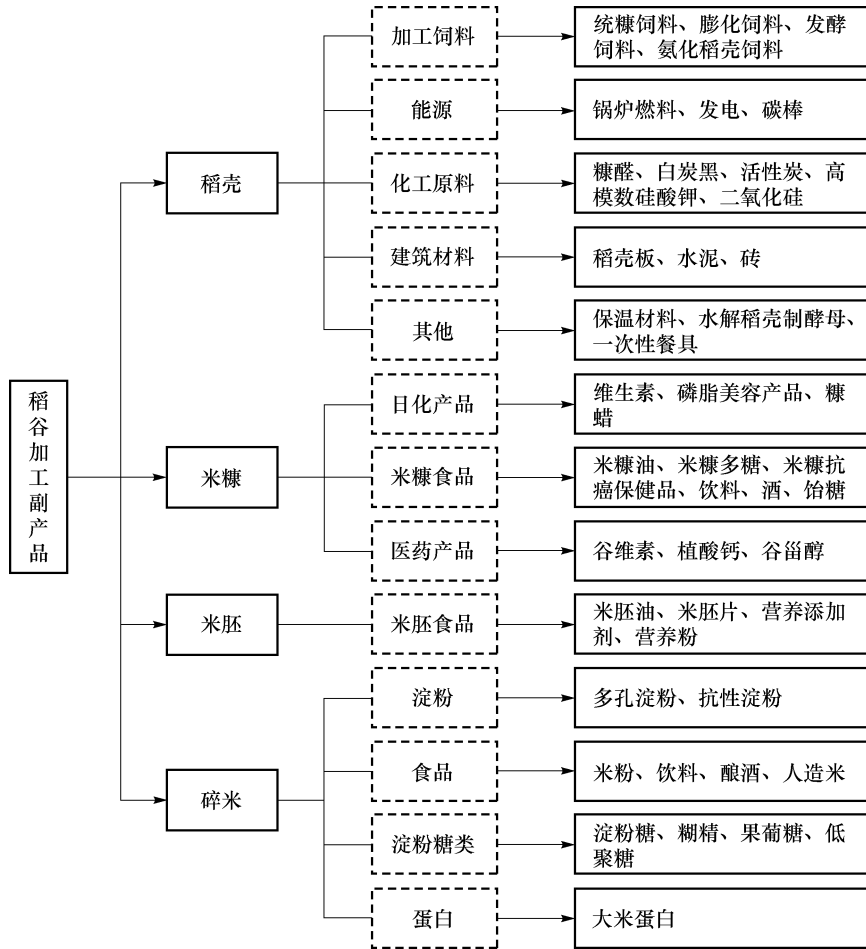 稻谷加工副产品
稻壳
加工饲料
统糠饲料、膨化饲料、发酵
饲料、氨化稻壳饲料
能源
锅炉燃料、发电、碳棒
化工原料
糠醛、白炭黑、活性炭、高
模数硅酸钾、二氧化硅
建筑材料
稻壳板、水泥、砖
其他
保温材料、水解稻壳制酵母、
一次性餐具
米糠
日化产品
维生素、磷脂美容产品、糠
蜡
米糠食品
米糠油、米糠多糖、米糠抗
癌保健品、饮料、酒、饴糖
医药产品
谷维素、植酸钙、谷甾醇
米胚
米胚食品
米胚油、米胚片、营养添加
剂、营养粉
碎米
淀粉
多孔淀粉、抗性淀粉
食品
米粉、饮料、酿酒、人造米
淀粉糖类
淀粉糖、糊精、果葡糖、低
聚糖
蛋白
大米蛋白